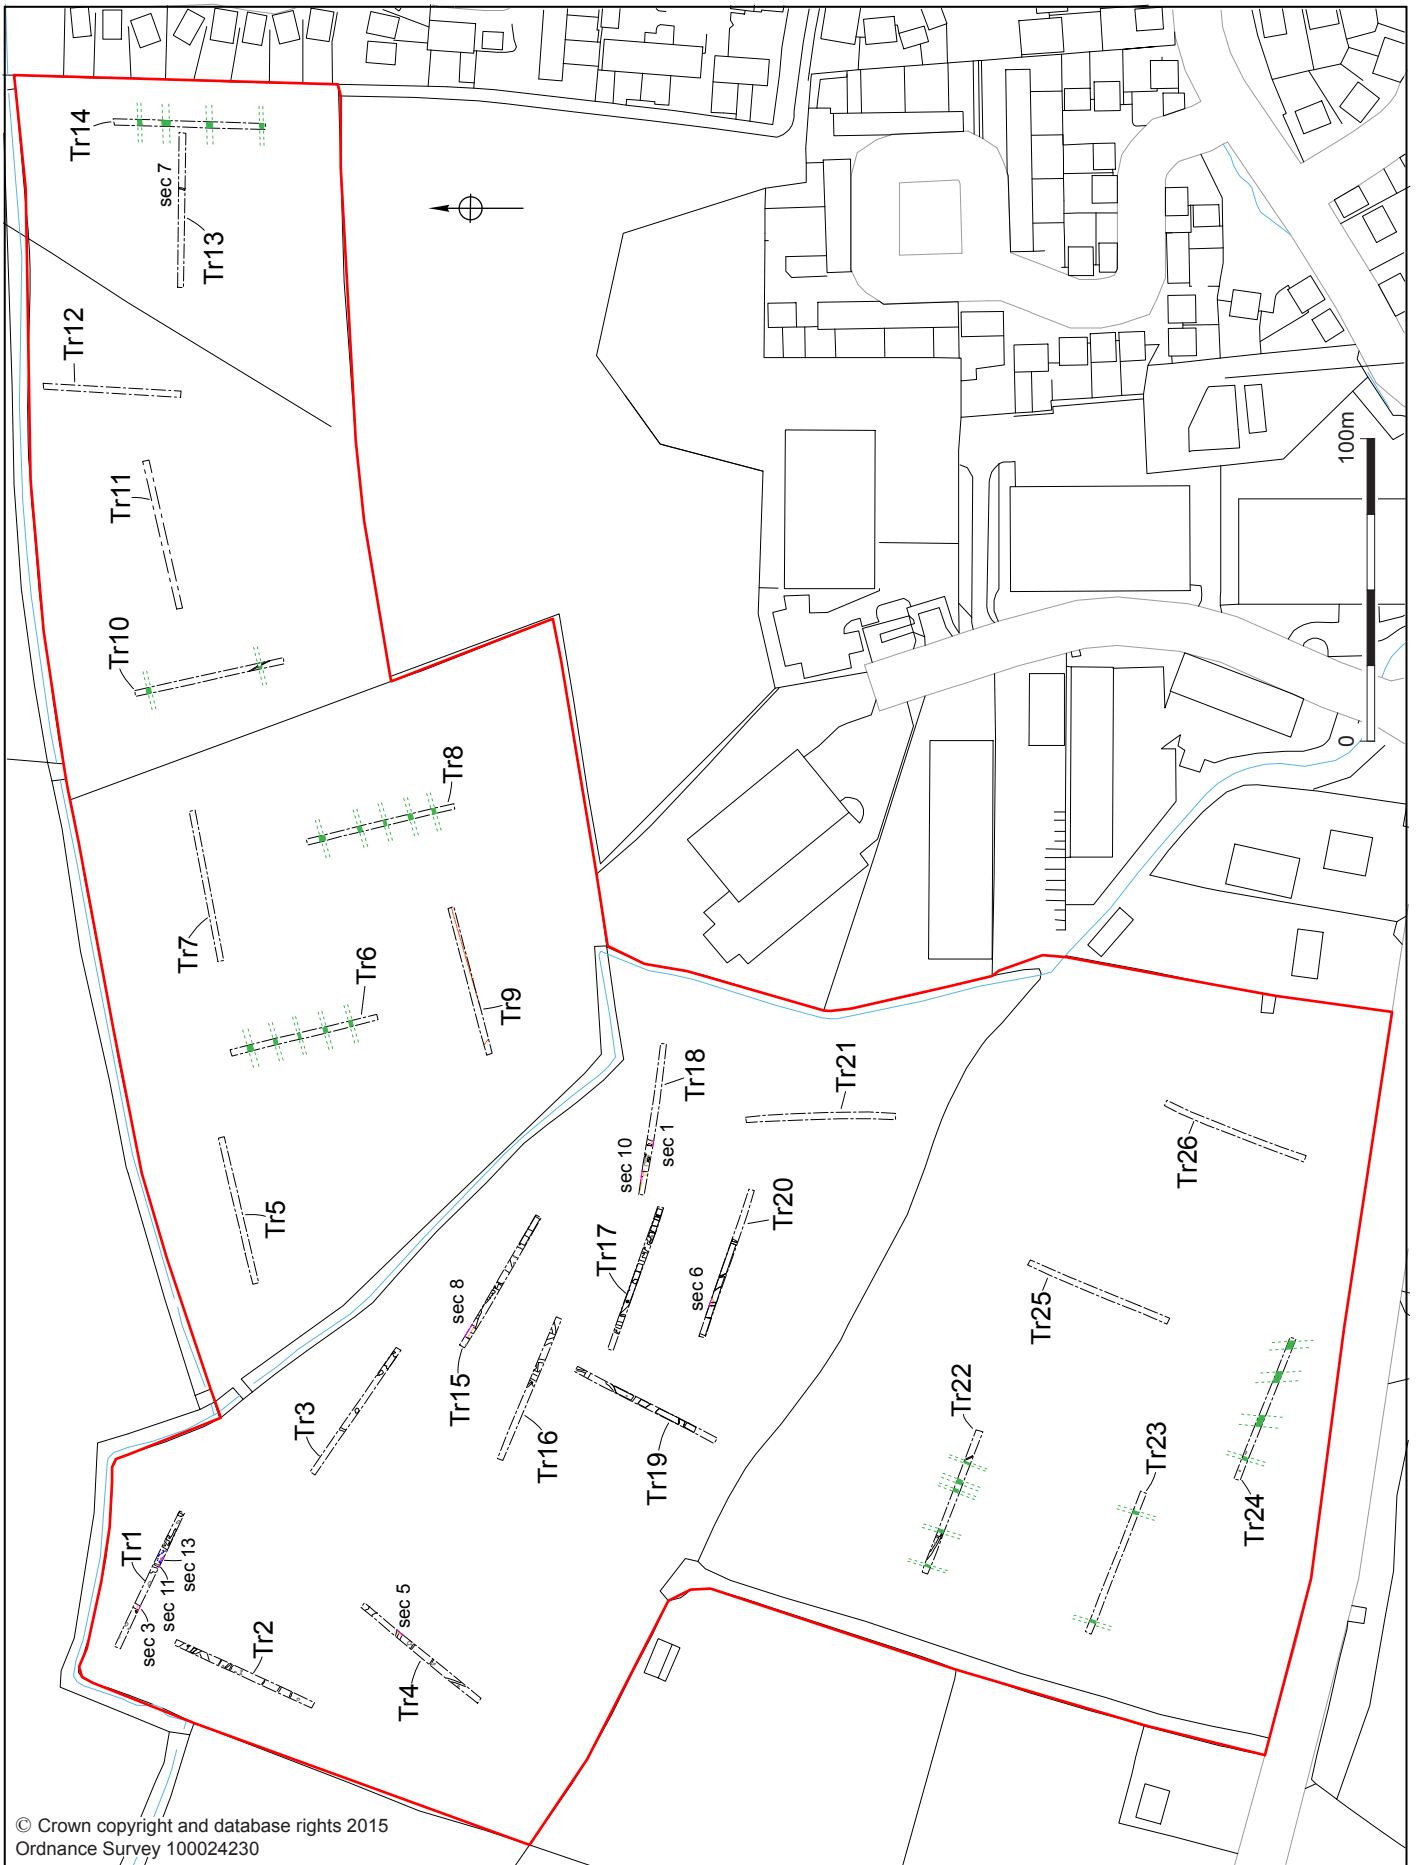 Tr14
sec 7
Tr13
Tr12
Tr11
Tr10
Tr8
Tr7
Tr6
Tr9
Tr5
Tr18
sec 10
sec 1
Tr21
Tr20
Tr17
sec 6
sec 8
Tr15
Tr16
Tr19
Tr3
Tr1
sec 3
sec 11
sec 13
Tr2
sec 5
Tr4
Tr26
Tr25
Tr22
Tr23
Tr24
0
100m
© Crown copyright and database rights 2015
Ordnance Survey 100024230